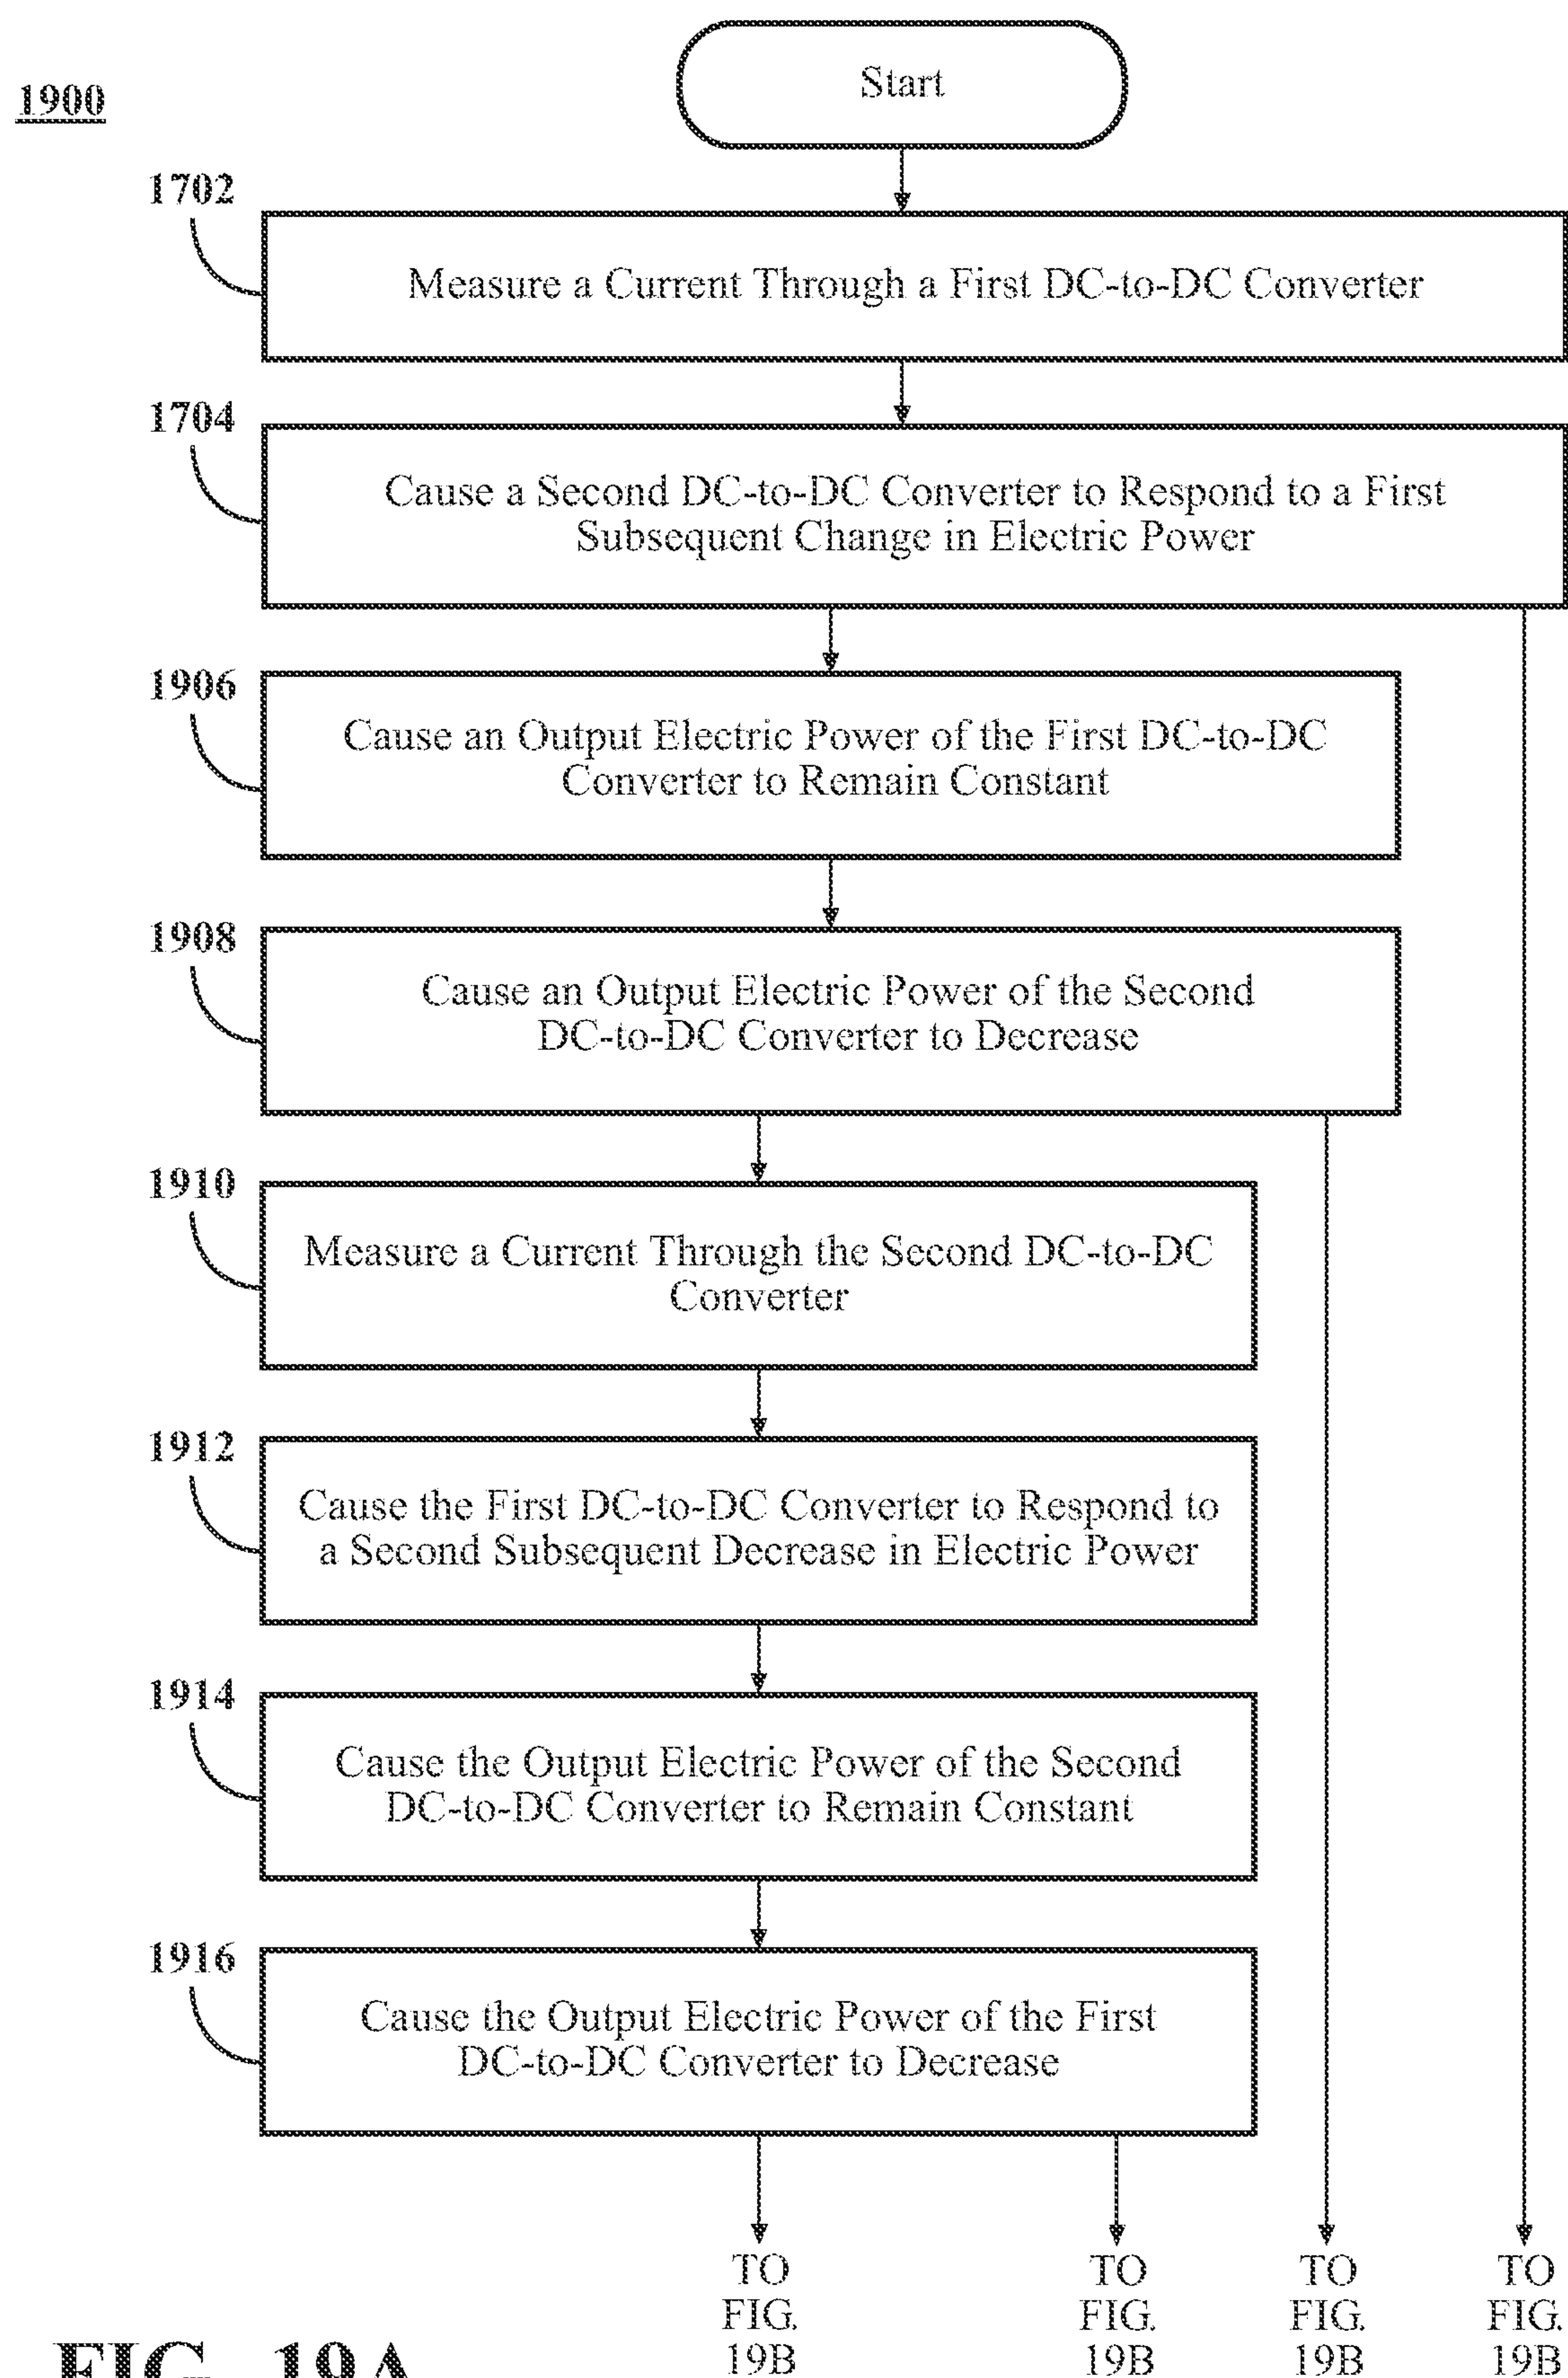 Start
1900
1702
Measure a Current Through a First DC-to-DC Converter
1704
Cause a Second DC-to-DC Converter to Respond to a First
Subsequent Change in Electric Power
1906
Cause an Output Electric Power of the First DC-to-DC
Converter to Remain Constant
1908
Cause an Output Electric Power of the Second
DC-to-DC Converter to Decrease
1910
Measure a Current Through the Second DC-to-DC
Converter
1912
Cause the First DC-to-DC Converter to Respond to
a Second Subsequent Decrease in Electric Power
1914
Cause the Output Electric Power of the Second
DC-to-DC Converter to Remain Constant
1916
Cause the Output Electric Power of the First
DC-to-DC Converter to Decrease
TO
FIG.
19B
TO
FIG.
19B
TO
FIG.
19B
TO
FIG.
19B
FIG. 19A